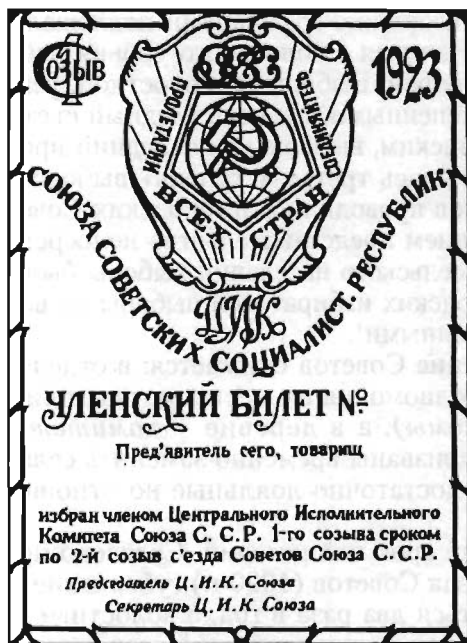 1 СОЗЫВ
1923
ПРОЛЕТАРИИ
ВСЕХ СТРАН
СОЕДИНЯЙТЕСЬ
СОЮЗА СОВЕТСКИХ СОЦИАЛИСТ. РЕСПУБЛИК
ЦИК
ЧЛЕНСКИЙ БИЛЕТ №
Пред'явитель сего, товарищ
избран членом Центрального Исполнительного
Комитета Союза С. С. Р. 1-го созыва сроком
по 2-й созыв с'езда Советов Союза С. С. Р.
Председатель Ц. И. К. Союза
Секретарь Ц. И. К. Союза